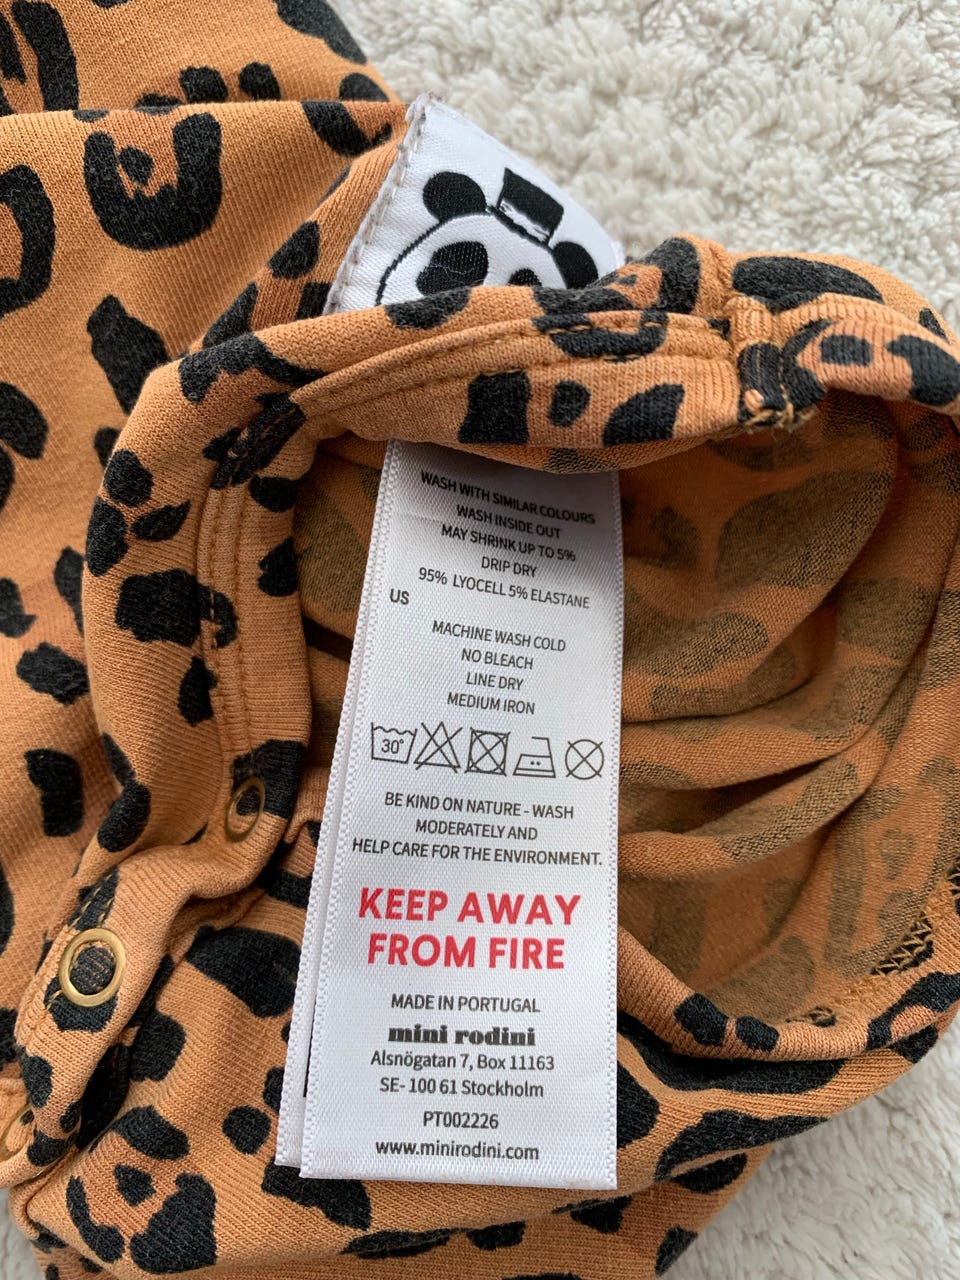 WASH WITH SIMILAR COLOURS
WASH INSIDE OUT
MAY SHRINK UP TO 5%
DRIP DRY
95% LYOCELL 5% ELASTANE
US
MACHINE WASH COLD
NO BLEACH
LINE DRY
MEDIUM IRON
30°
BE KIND ON NATURE - WASH
MODERATELY AND
HELP CARE FOR THE ENVIRONMENT.
KEEP AWAY
FROM FIRE
MADE IN PORTUGAL
mini rodini
Alsnögatan 7, Box 11163
SE- 100 61 Stockholm
PT002226
www.minirodini.com